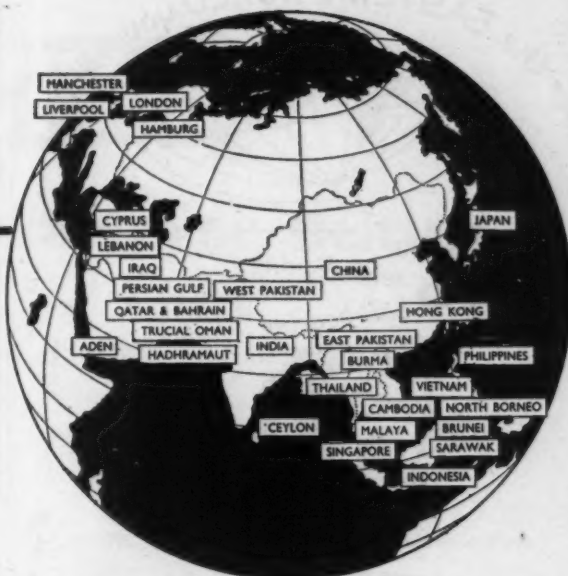 MANCHESTER
LIVERPOOL
LONDON
HAMBURG
CYPRUS
LEBANON
IRAQ
PERSIAN GULF
WEST PAKISTAN
QATAR & BAHRAIN
TRUCIAL OMAN
ADEN
HADHRAMAUT
INDIA
CHINA
JAPAN
HONG KONG
EAST PAKISTAN
BURMA
PHILIPPINES
THAILAND
VIETNAM
CAMBODIA
NORTH BORNEO
CEYLON
MALAYA
BRUNEI
SINGAPORE
SARAWAK
INDONESIA